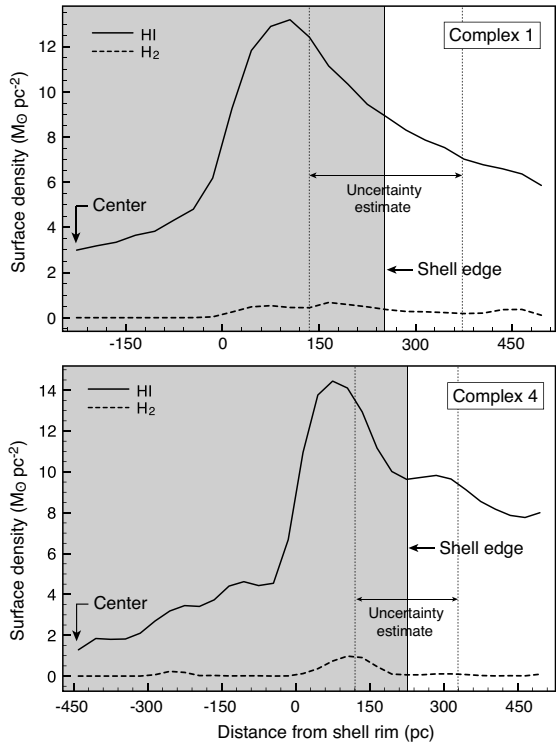 12
10
8
6
4
2
0
Surface density (M⊙ pc-2)
HI
H2
Complex 1
Center
Uncertainty
estimate
Shell edge
-150
0
150
300
450
14
12
10
8
6
4
2
0
Surface density (M⊙ pc-2)
HI
H2
Complex 4
Shell edge
Center
Uncertainty
estimate
-450
-300
-150
0
150
300
450
Distance from shell rim (pc)